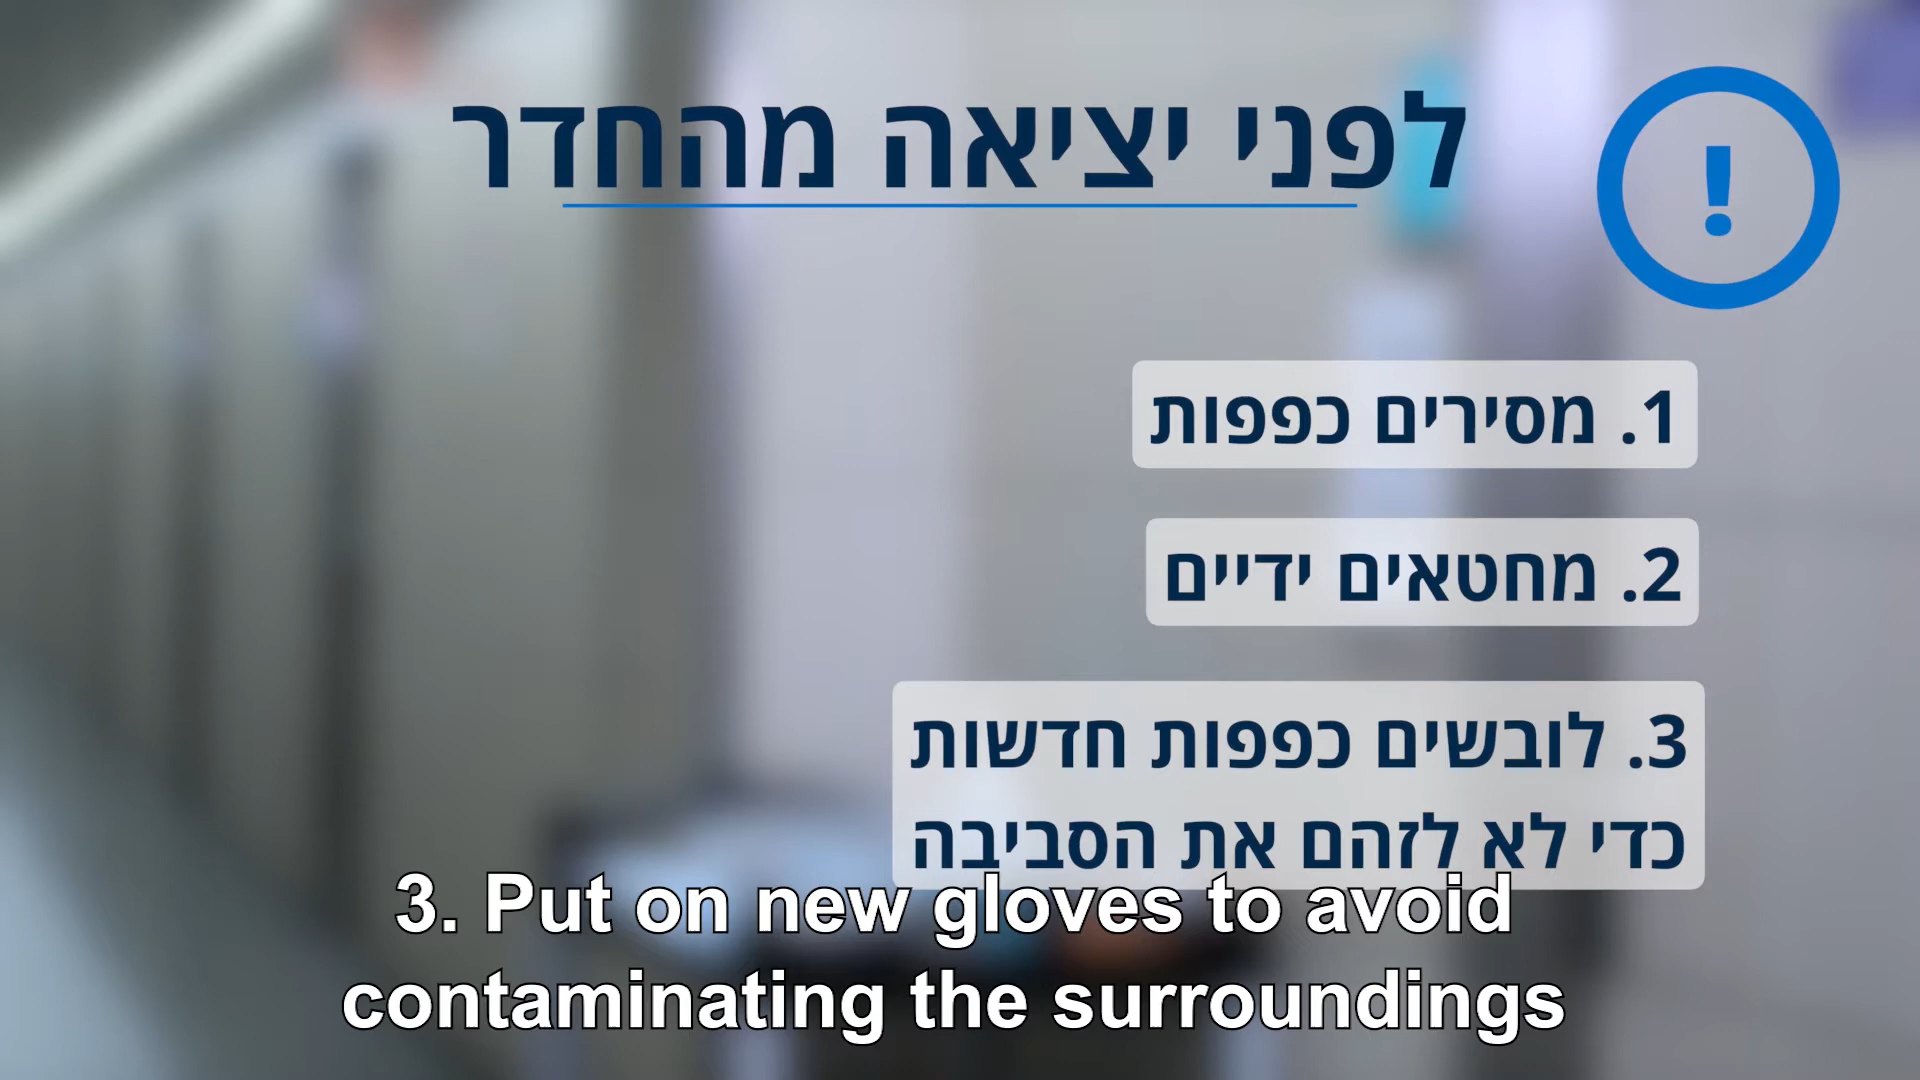 לפני יציאה מהחדר
!
1. מסירים כפפות
2. מחטאים ידיים
3. לובשים כפפות חדשות
כדי לא לזהם את הסביבה
3. Put on new gloves to avoid
contaminating the surroundings